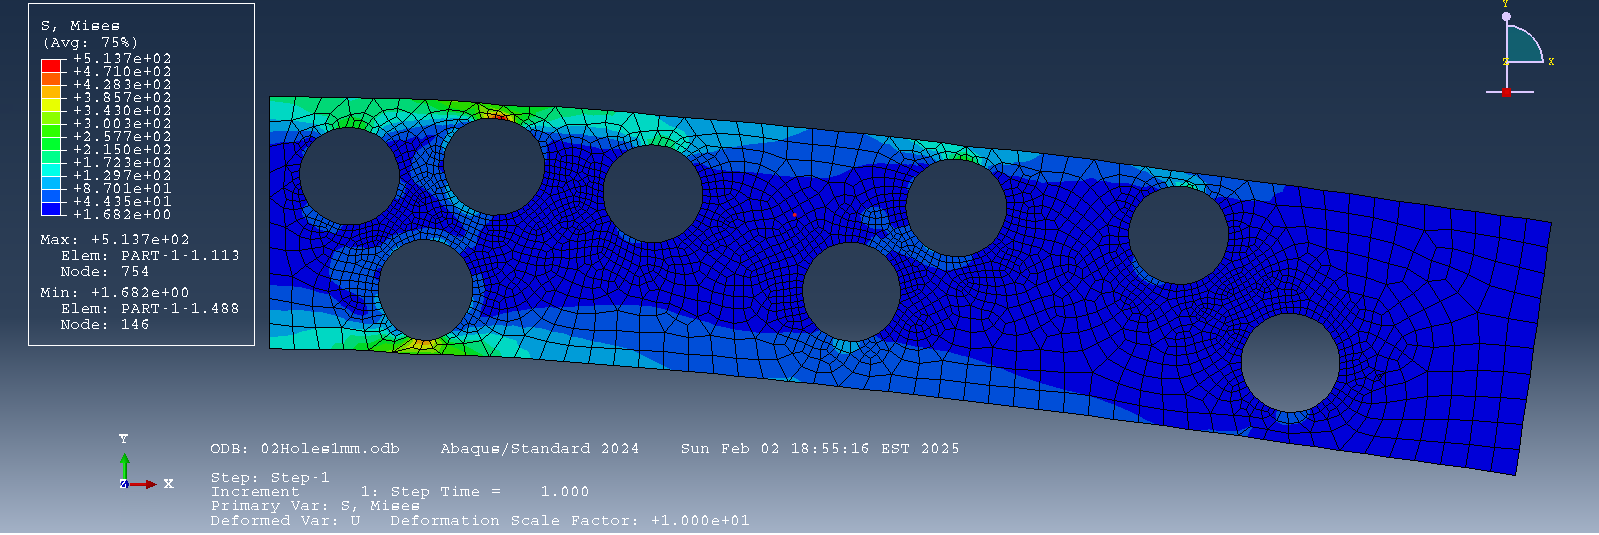 S, Mises
(Avg: 75%)
+5.137e+02
+4.710e+02
+4.283e+02
+3.857e+02
+3.430e+02
+3.003e+02
+2.577e+02
+2.150e+02
+1.723e+02
+1.297e+02
+8.701e+01
+4.435e+01
+1.682e+00
Max: +5.137e+02
Elem: PART-1-1.113
Node: 754
Min: +1.682e+00
Elem: PART-1-1.488
Node: 146
Y
Z X
Y
Z X
ODB: 02Holes1mm.odb Abaqus/Standard 2024 Sun Feb 02 18:55:16 EST 2025
Step: Step-1
Increment 1: Step Time = 1.000
Primary Var: S, Mises
Deformed Var: U Deformation Scale Factor: +1.000e+01